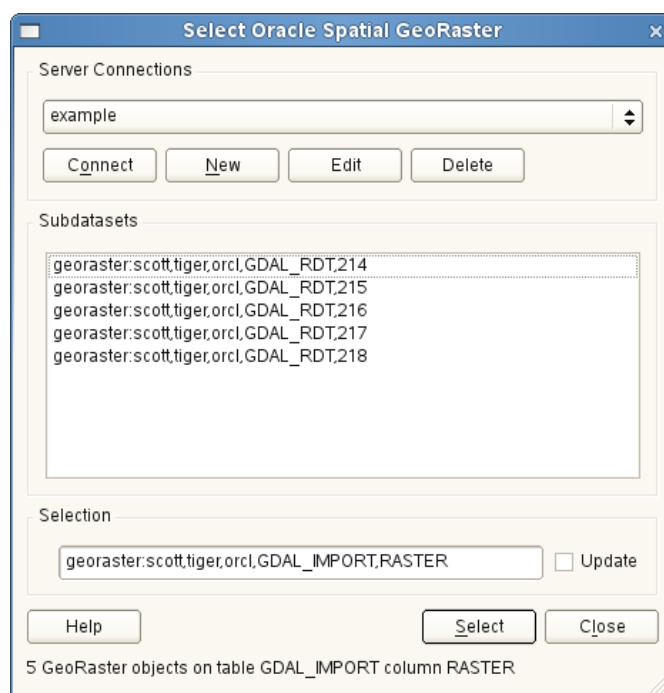 Select Oracle Spatial GeoRaster
Server Connections
example
Connect New Edit Delete
Subdatasets
georaster:scott,tiger,orcl,GDAL_RDT,214
georaster:scott,tiger,orcl,GDAL_RDT,215
georaster:scott,tiger,orcl,GDAL_RDT,216
georaster:scott,tiger,orcl,GDAL_RDT,217
georaster:scott,tiger,orcl,GDAL_RDT,218
Selection
georaster:scott,tiger,orcl,GDAL_IMPORT,RASTER Update
Help Select Close
5 GeoRaster objects on table GDAL_IMPORT column RASTER